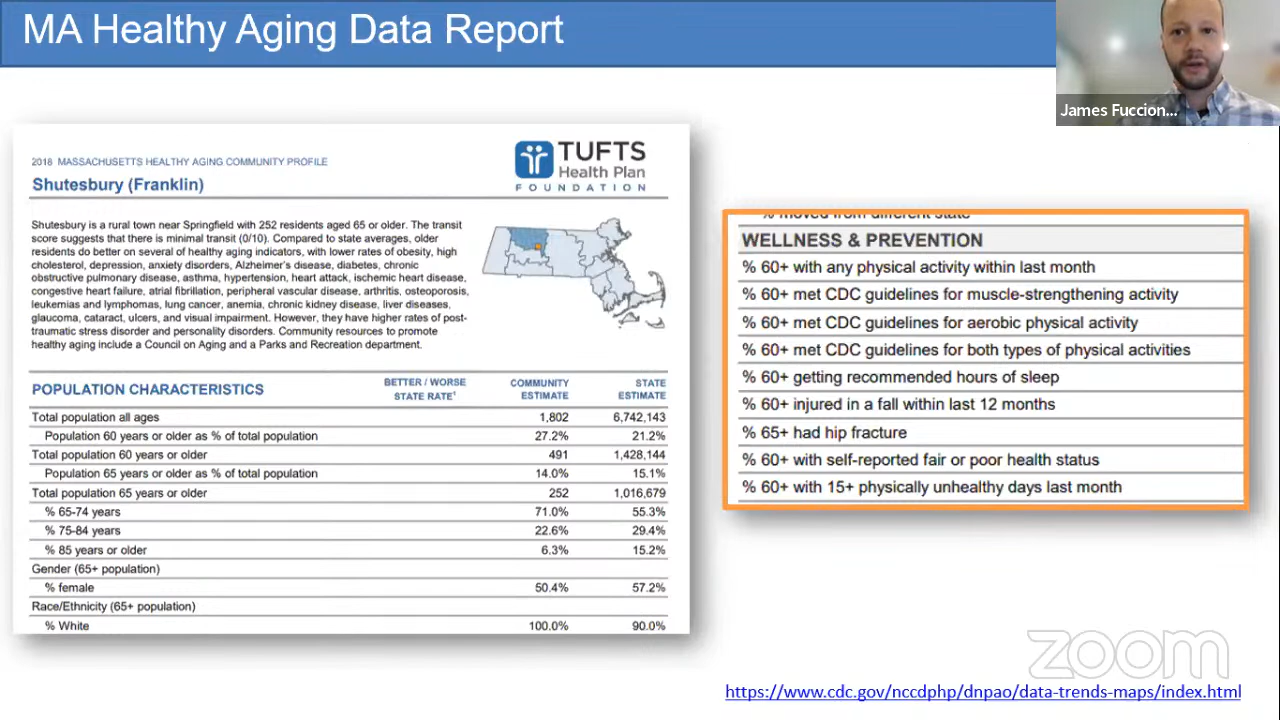 MA Healthy Aging Data Report
James Fuccion...
2018 MASSACHUSETTS HEALTHY AGING COMMUNITY PROFILE
Shutesbury (Franklin)
TUFTS
Health Plan
FOUNDATION
Shutesbury is a rural town near Springfield with 252 residents aged 65 or older. The transit
score suggests that there is minimal transit (0/10). Compared to state averages, older
residents do better on several of healthy aging indicators, with lower rates of obesity, high
cholesterol, depression, anxiety disorders, Alzheimer's disease, diabetes, chronic
obstructive pulmonary disease, asthma, hypertension, heart attack, ischemic heart disease,
congestive heart failure, atrial fibrillation, peripheral vascular disease, arthritis, osteoporosis,
leukemias and lymphomas, lung cancer, anemia, chronic kidney disease, liver diseases,
glaucoma, cataract, ulcers, and visual impairment. However, they have higher rates of post-
traumatic stress disorder and personality disorders. Community resources to promote
healthy aging include a Council on Aging and a Parks and Recreation department.
POPULATION CHARACTERISTICS BETTER / WORSE STATE RATE¹ COMMUNITY ESTIMATE STATE ESTIMATE
Total population all ages 1,802 6,742,143
Population 60 years or older as % of total population 27.2% 21.2%
Total population 60 years or older 491 1,428,144
Population 65 years or older as % of total population 14.0% 15.1%
Total population 65 years or older 252 1,016,679
% 65-74 years 71.0% 55.3%
% 75-84 years 22.6% 29.4%
% 85 years or older 6.3% 15.2%
Gender (65+ population)
% female 50.4% 57.2%
Race/Ethnicity (65+ population)
% White 100.0% 90.0%
% moved from different state
WELLNESS & PREVENTION
% 60+ with any physical activity within last month
% 60+ met CDC guidelines for muscle-strengthening activity
% 60+ met CDC guidelines for aerobic physical activity
% 60+ met CDC guidelines for both types of physical activities
% 60+ getting recommended hours of sleep
% 60+ injured in a fall within last 12 months
% 65+ had hip fracture
% 60+ with self-reported fair or poor health status
% 60+ with 15+ physically unhealthy days last month
zoom
https://www.cdc.gov/nccdphp/dnpao/data-trends-maps/index.html